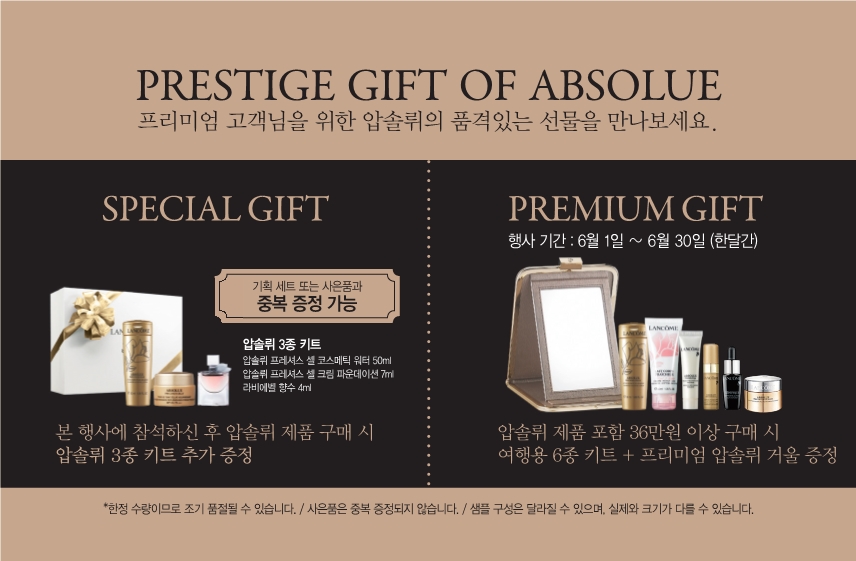 PRESTIGE GIFT OF ABSOLUE
프리미엄 고객님을 위한 압솔뤼의 품격있는 선물을 만나보세요.
SPECIAL GIFT
기획 세트 또는 사은품과
중복 증정 가능
LANCÔME
압솔뤼 3종 키트
압솔뤼 프레셔스 셀 코스메틱 워터 50ml
압솔뤼 프레셔스 셀 크림 파운데이션 7ml
라비에벨 향수 4ml
본 행사에 참석하신 후 압솔뤼 제품 구매 시
압솔뤼 3종 키트 추가 증정
PREMIUM GIFT
행사 기간 : 6월 1일 ~ 6월 30일 (한달간)
LANCÔME
압솔뤼 제품 포함 36만원 이상 구매 시
여행용 6종 키트 + 프리미엄 압솔뤼 거울 증정
*한정 수량이므로 조기 품절될 수 있습니다. / 사은품은 중복 증정되지 않습니다. / 샘플 구성은 달라질 수 있으며, 실제와 크기가 다를 수 있습니다.